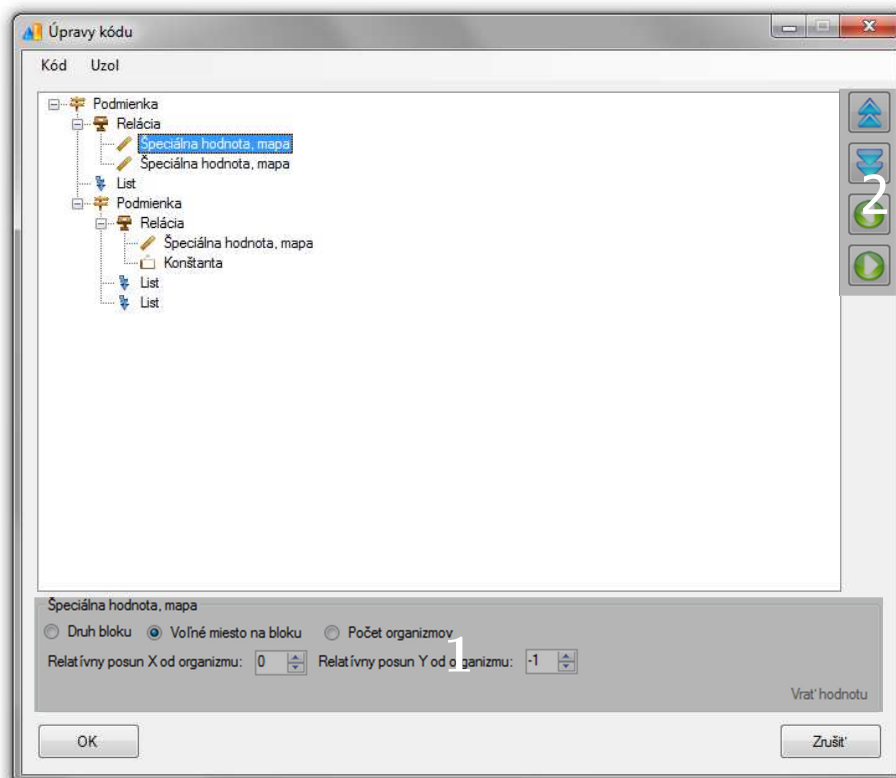 Úpravy kódu
Kód Uzol
Podmienka
Relácia
Špeciálna hodnota, mapa
Špeciálna hodnota, mapa
List
Podmienka
Relácia
Špeciálna hodnota, mapa
Konštanta
List
List
2
Špeciálna hodnota, mapa
Druh bloku Voľné miesto na bloku Počet organizmov
1
Relatívny posun X od organizmu: 0 Relatívny posun Y od organizmu: -1
Vrať hodnotu
OK Zrušiť